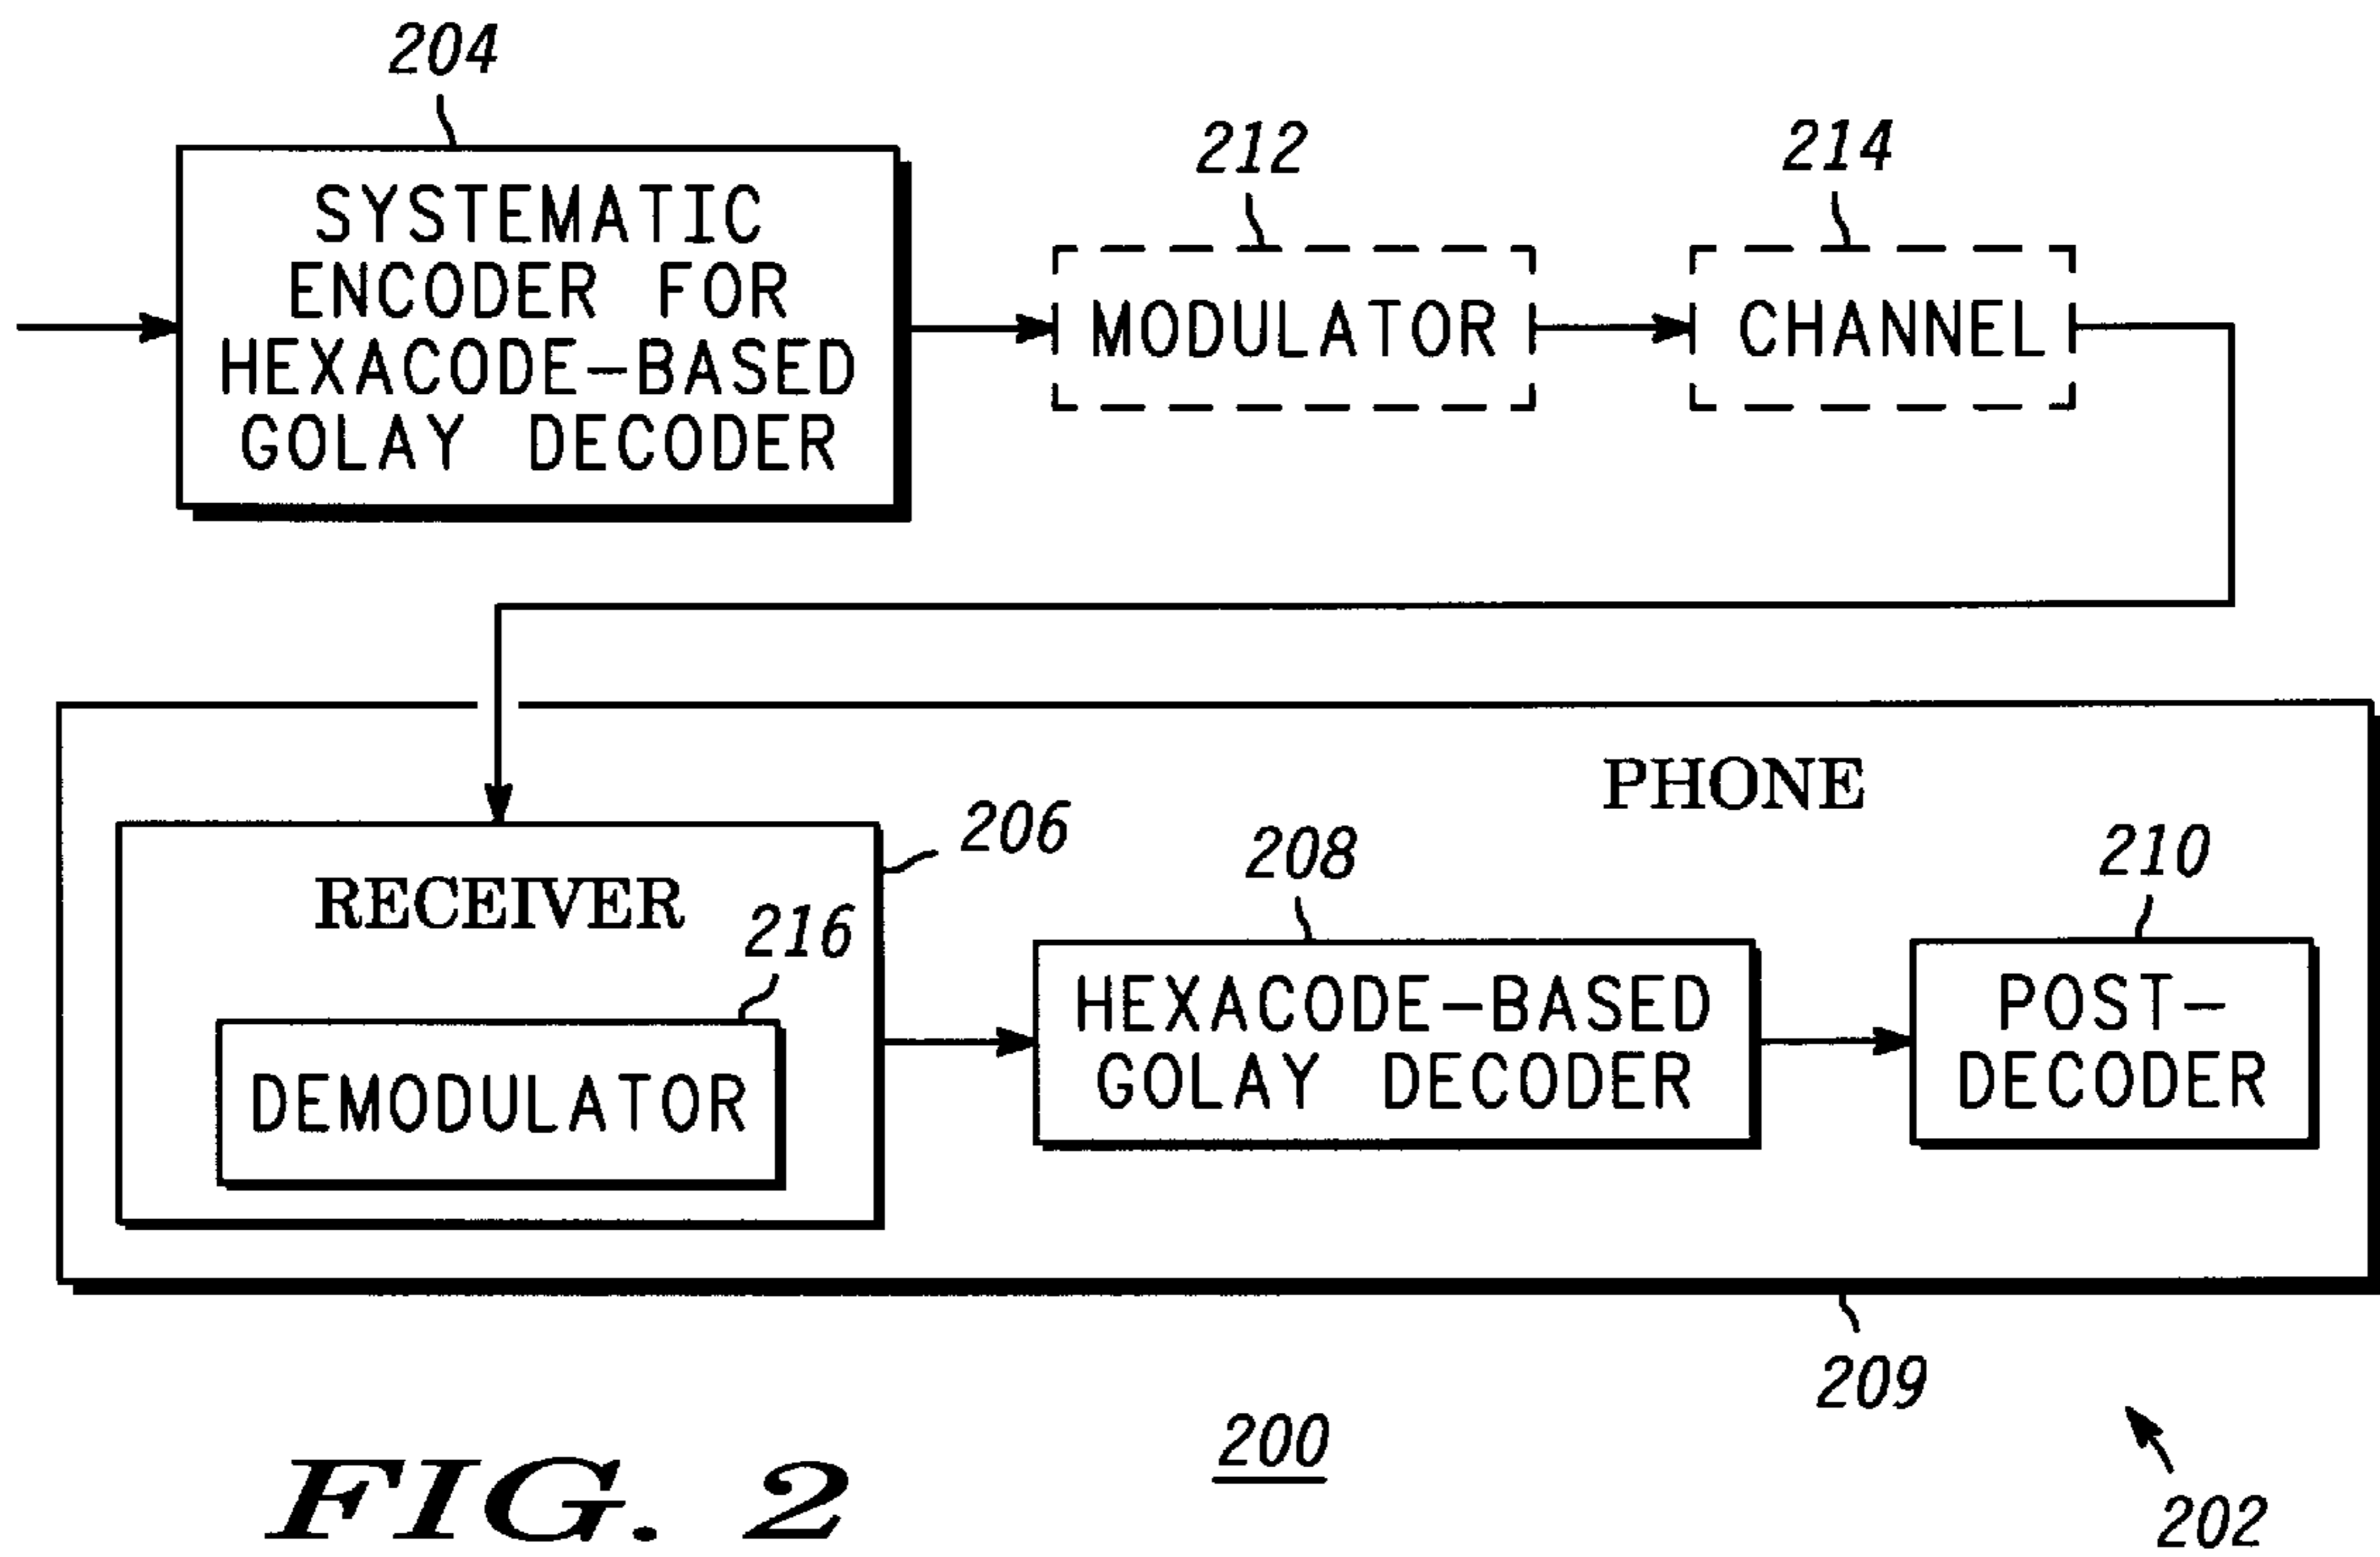 204
SYSTEMATIC
ENCODER FOR
HEXACODE-BASED
GOLAY DECODER
212
MODULATOR
214
CHANNEL
PHONE
206
RECEIVER
216
DEMODULATOR
208
HEXACODE-BASED
GOLAY DECODER
210
POST-
DECODER
209
200
202
FIG. 2